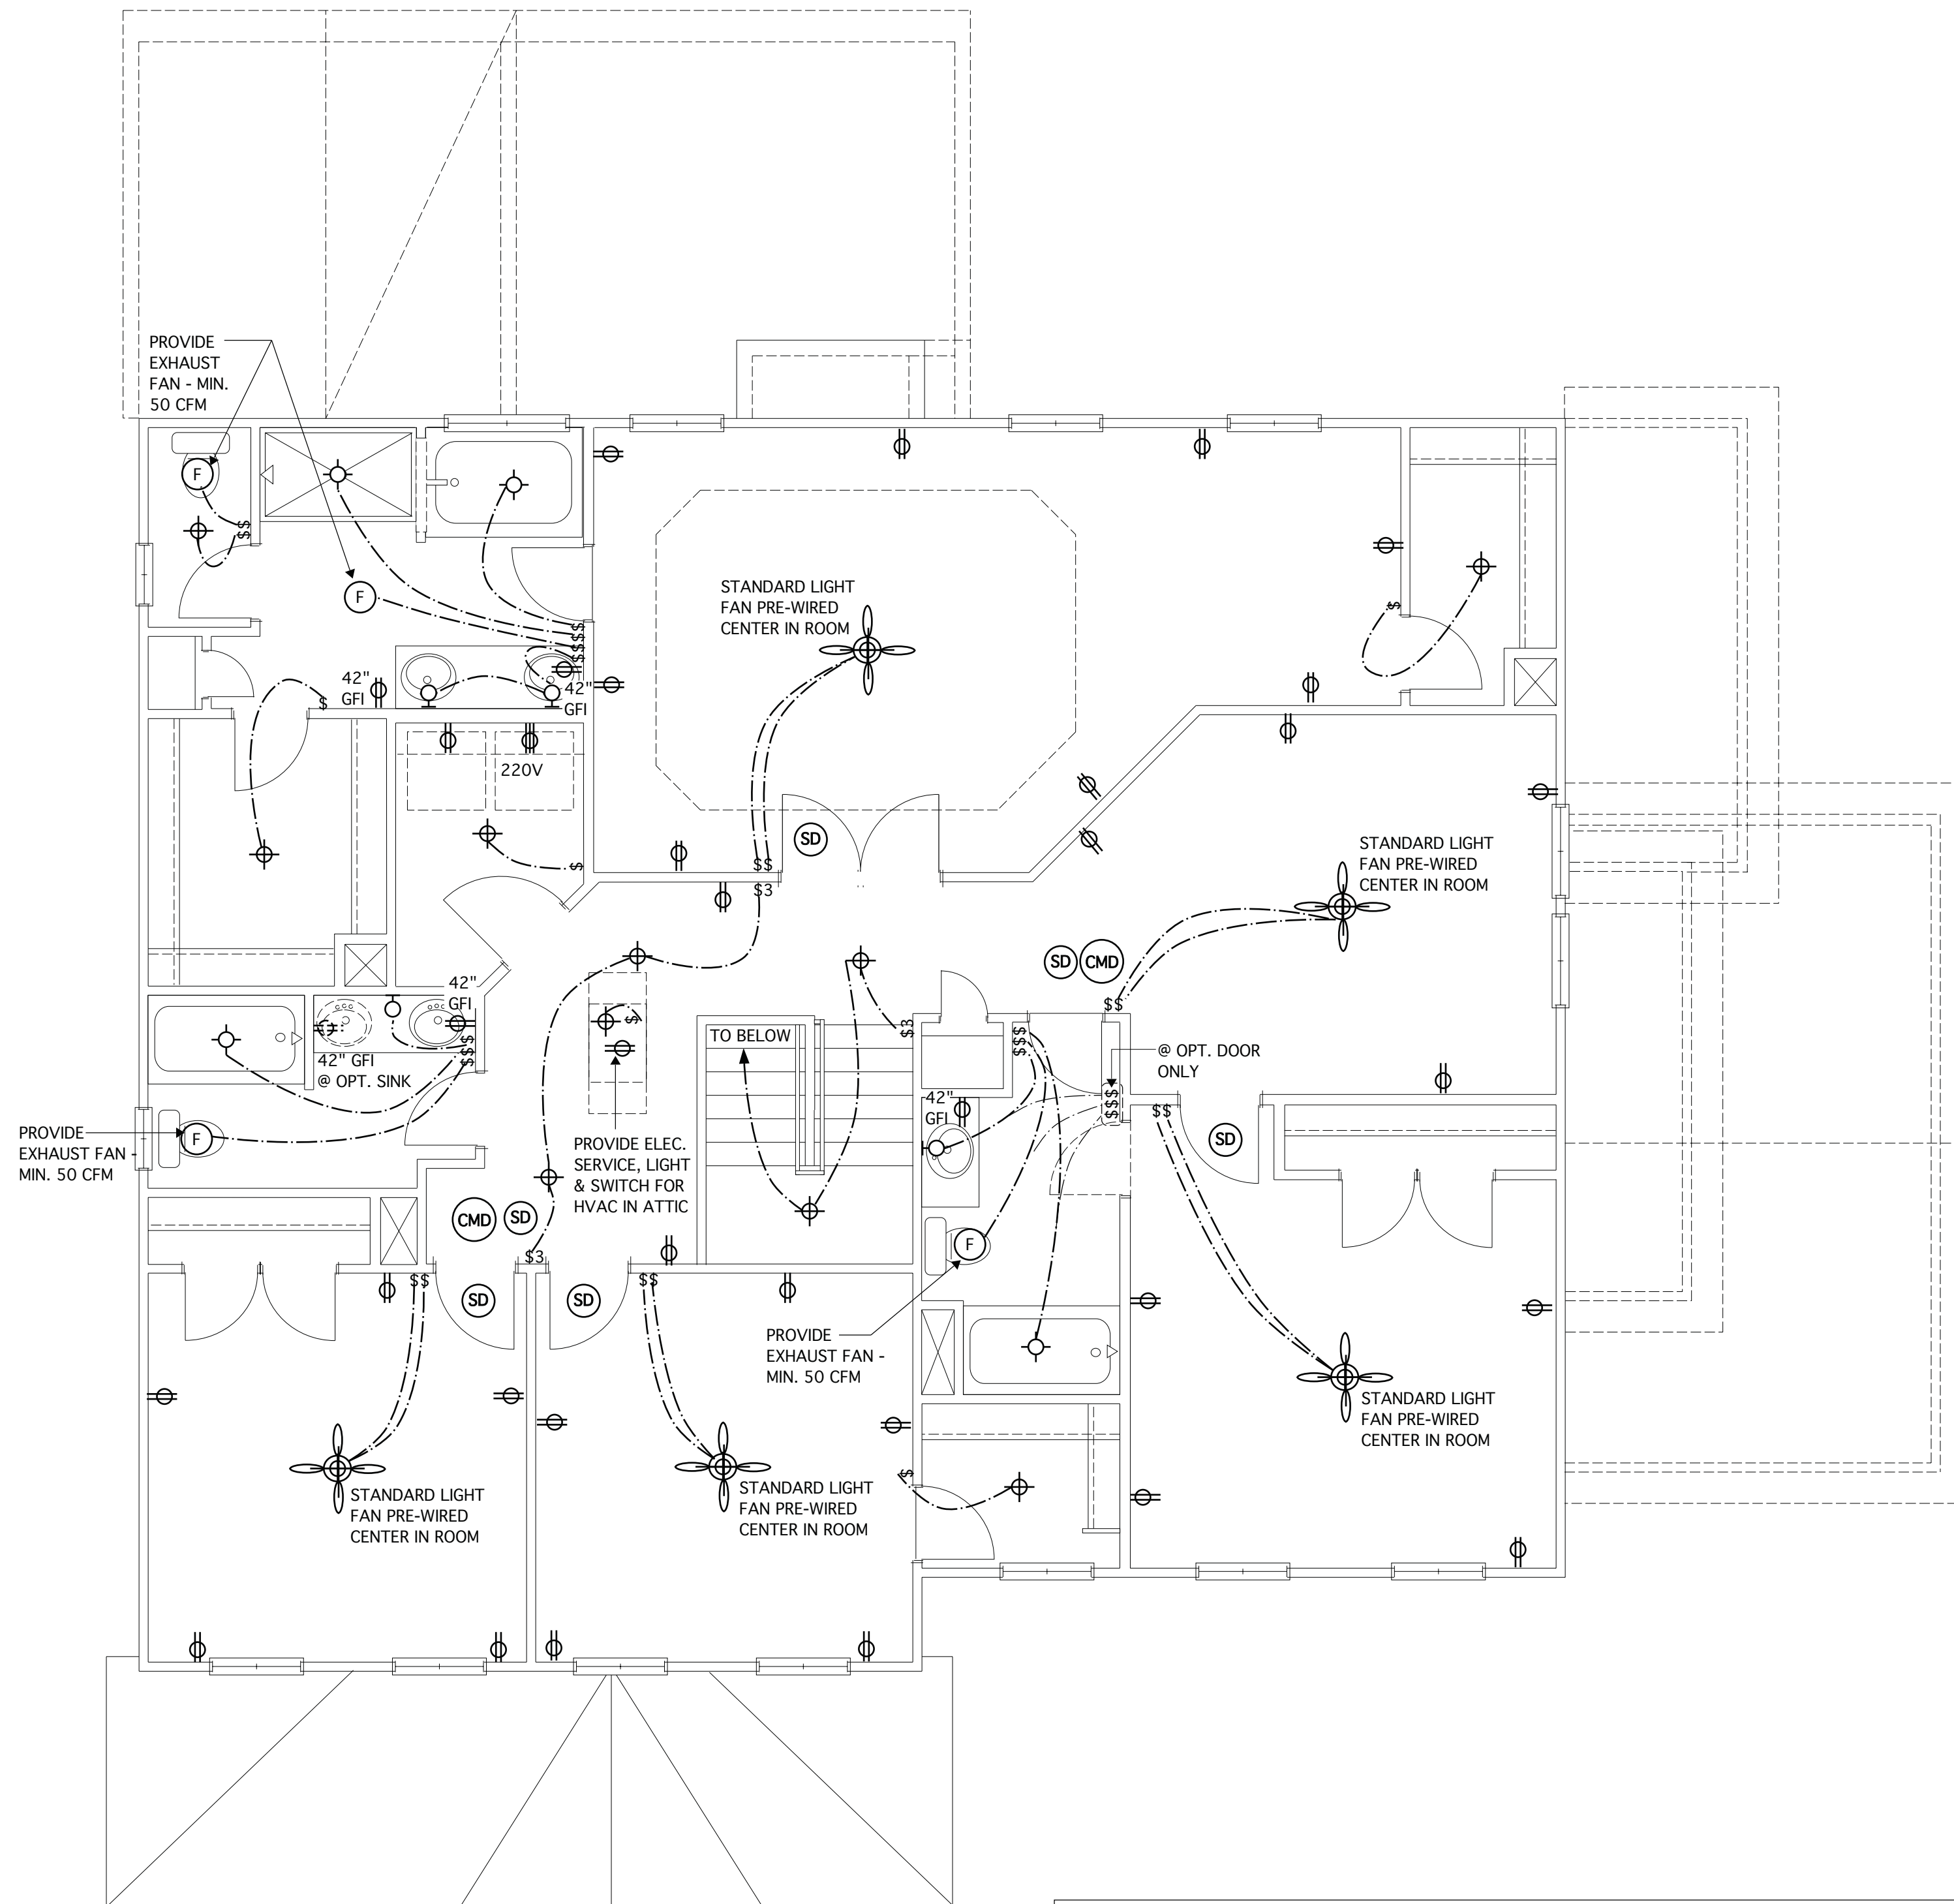 PROVIDE
EXHAUST
FAN - MIN.
50 CFM
F
F
$$
$$$$
STANDARD LIGHT
FAN PRE-WIRED
CENTER IN ROOM
$
42"
GFI
42"
GFI
$
220V
$
$$
SD
$3
STANDARD LIGHT
FAN PRE-WIRED
CENTER IN ROOM
SD
CMD
$$
42"
GFI
$$$
42" GFI
@ OPT. SINK
$
TO BELOW
$3
$$$
@ OPT. DOOR
ONLY
$$$
42"
GFI
$$
SD
PROVIDE
EXHAUST FAN -
MIN. 50 CFM
F
PROVIDE ELEC.
SERVICE, LIGHT
& SWITCH FOR
HVAC IN ATTIC
CMD
SD
$3
F
$$
SD
SD
$$
PROVIDE
EXHAUST FAN -
MIN. 50 CFM
STANDARD LIGHT
FAN PRE-WIRED
CENTER IN ROOM
$
STANDARD LIGHT
FAN PRE-WIRED
CENTER IN ROOM
STANDARD LIGHT
FAN PRE-WIRED
CENTER IN ROOM